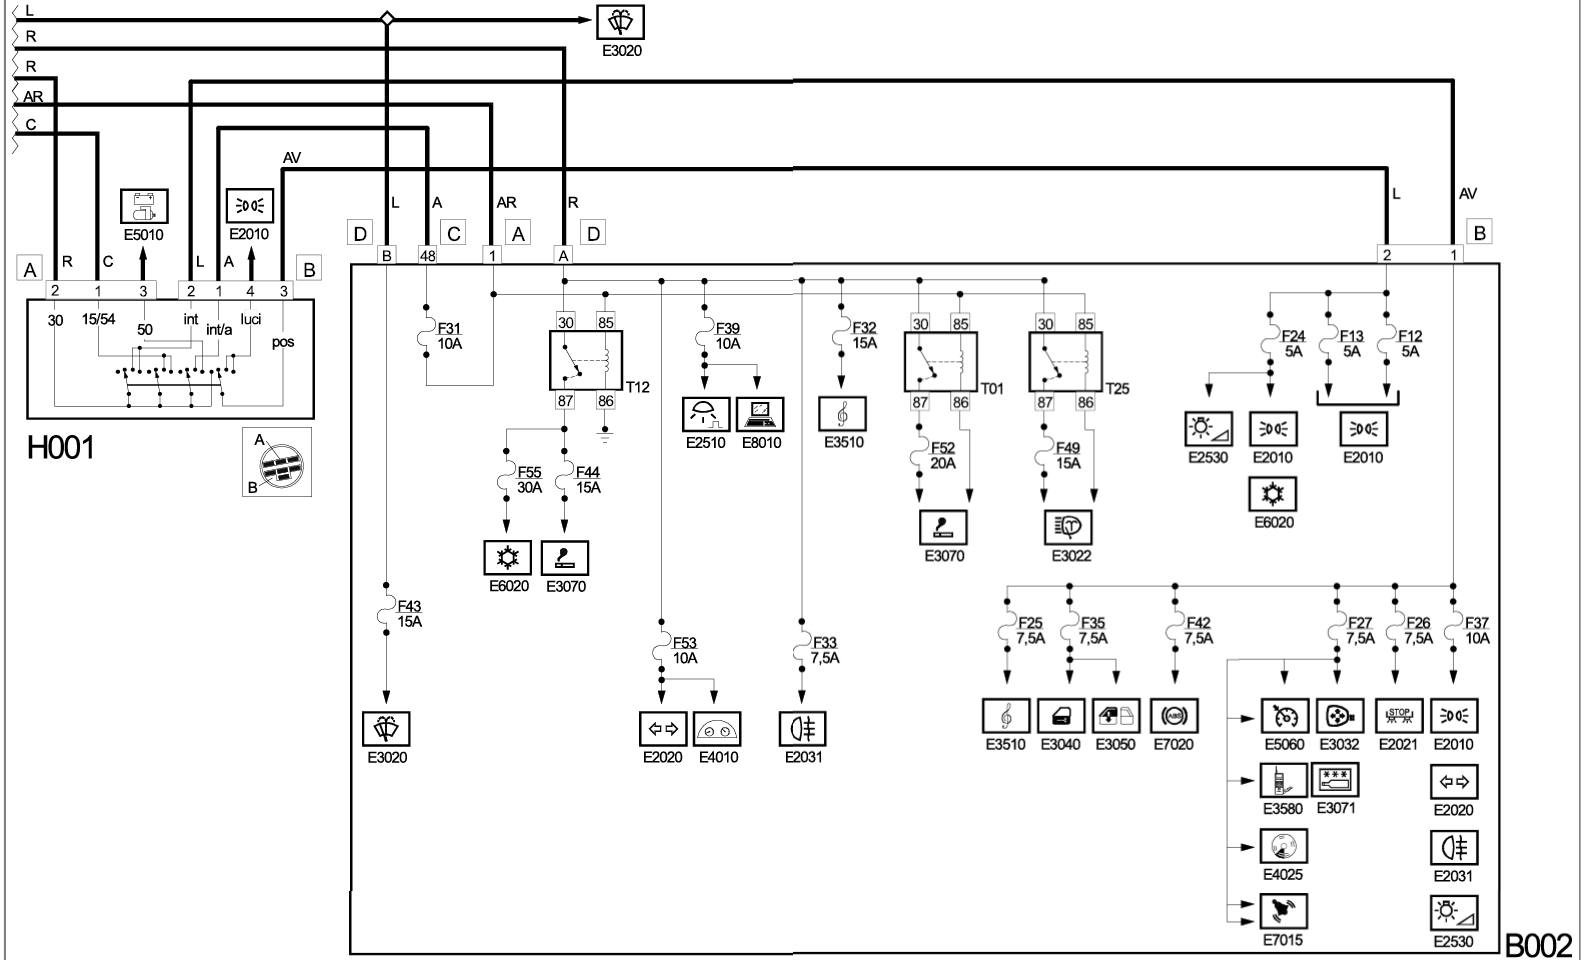 L
E3020
R
R
AR
C
AV
L
A
AR
R
L
AV
E5010
E2010
D
C
A
D
B
A
R
C
L
A
B
B
48
1
A
2
1
2
1
3
2
1
4
3
30
15/54
50
int
int/a
luci
pos
H001
A
B
F31
10A
30
85
T12
87
86
F39
10A
E2510
E8010
F32
15A
E3510
30
85
T01
87
86
30
85
T25
87
86
F24
5A
F13
5A
F12
5A
E2530
E2010
E2010
E6020
F55
30A
F44
15A
E6020
E3070
F52
20A
E3070
F49
15A
E3022
F43
15A
E3020
F53
10A
E2020
E4010
F33
7,5A
E2031
F25
7,5A
F35
7,5A
F42
7,5A
F27
7,5A
F26
7,5A
F37
10A
ABS
STOP
E3510
E3040
E3050
E7020
E5060
E3032
E2021
E2010
***
E3580
E3071
E2020
E4025
E2031
E7015
E2530
B002